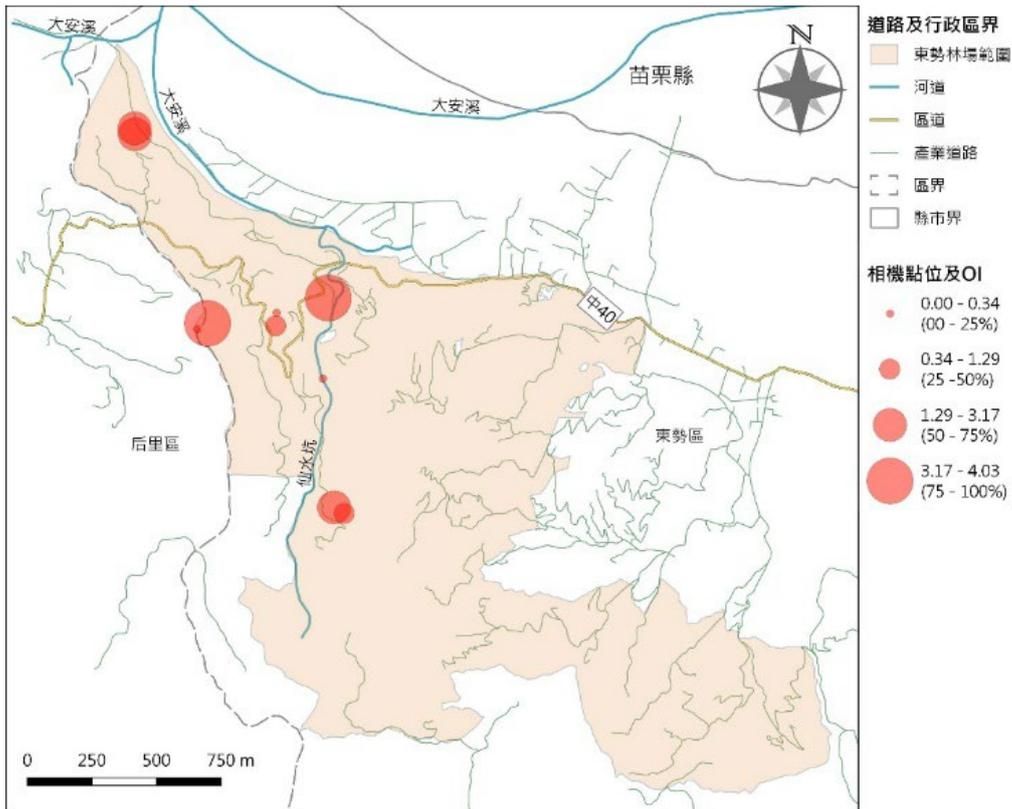 大安溪
N
苗栗縣
大安溪
大安溪
中40
后里區
仙水坑
東勢區
0 250 500 750 m
道路及行政區界
東勢林場範圍
河道
區道
產業道路
區界
縣市界
相機點位及OI
0.00 - 0.34
(00 - 25%)
0.34 - 1.29
(25 -50%)
1.29 - 3.17
(50 - 75%)
3.17 - 4.03
(75 - 100%)